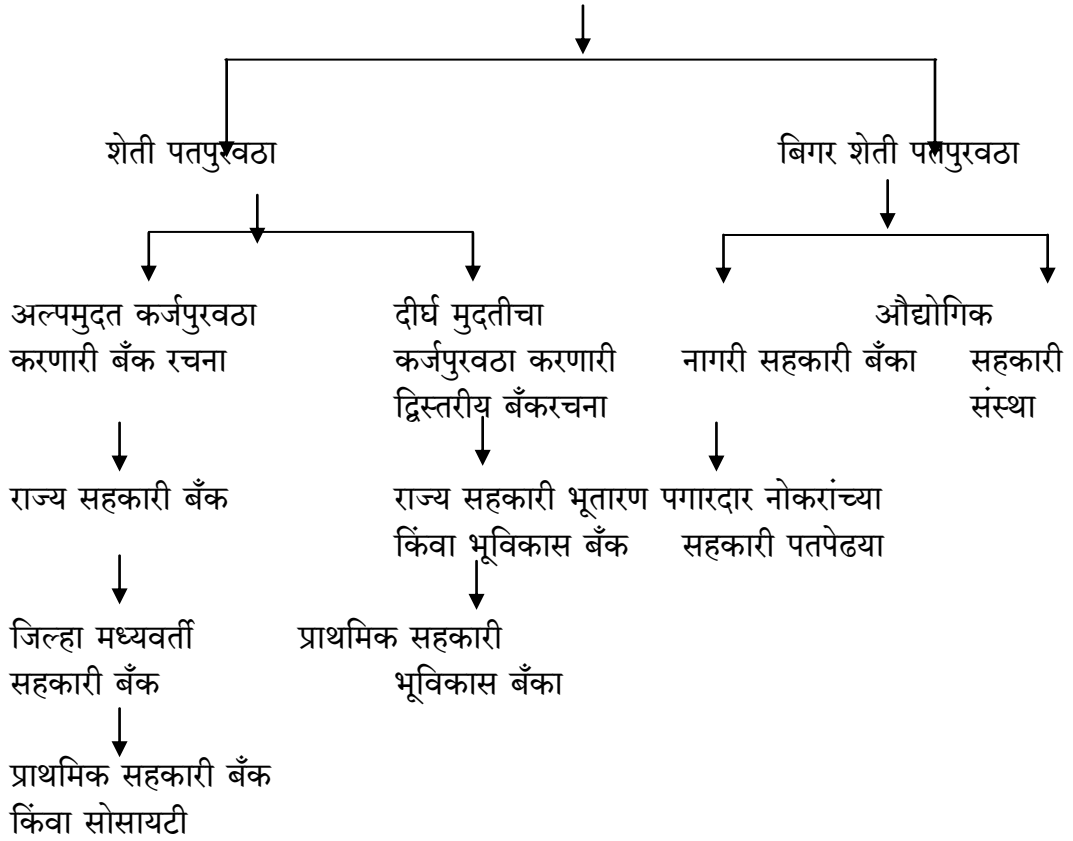 शेती पतपुरवठा
बिगर शेती पतपुरवठा
अल्पमुदत कर्जपुरवठा
करणारी बँक रचना
दीर्घ मुदतीचा
कर्जपुरवठा करणारी
द्विस्तरीय बँकरचना
नागरी सहकारी बँका
औद्योगिक
सहकारी
संस्था
राज्य सहकारी बँक
राज्य सहकारी भूतारण
किंवा भूविकास बँक
पगारदार नोकरांच्या
सहकारी पतपेढया
जिल्हा मध्यवर्ती
सहकारी बँक
प्राथमिक सहकारी
भूविकास बँका
प्राथमिक सहकारी बँक
किंवा सोसायटी